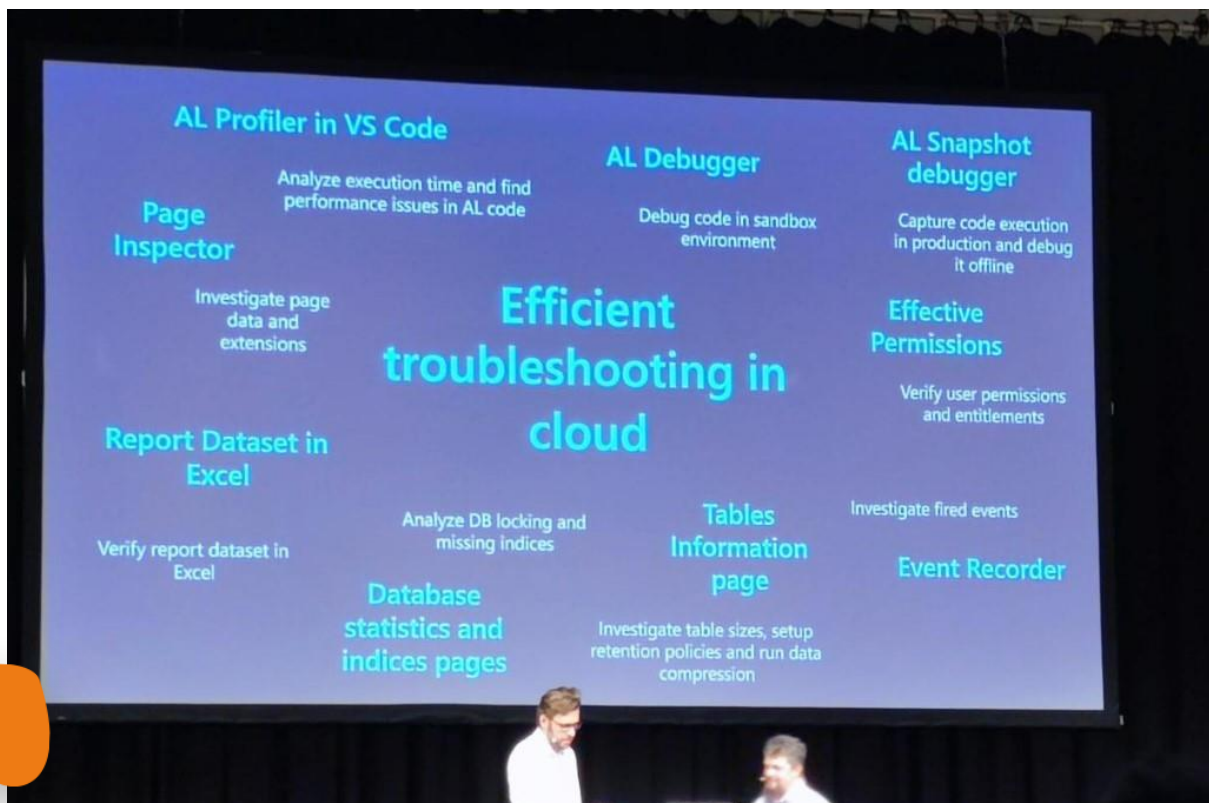 AL Profiler in VS Code
Analyze execution time and find
performance issues in AL code
AL Debugger
Debug code in sandbox
environment
AL Snapshot
debugger
Capture code execution
in production and debug
it offline
Page
Inspector
Investigate page
data and
extensions
Efficient
troubleshooting in
cloud
Effective
Permissions
Verify user permissions
and entitlements
Report Dataset in
Excel
Verify report dataset in
Excel
Analyze DB locking and
missing indices
Database
statistics and
indices pages
Tables
Information
page
Investigate table sizes, setup
retention policies and run data
compression
Investigate fired events
Event Recorder